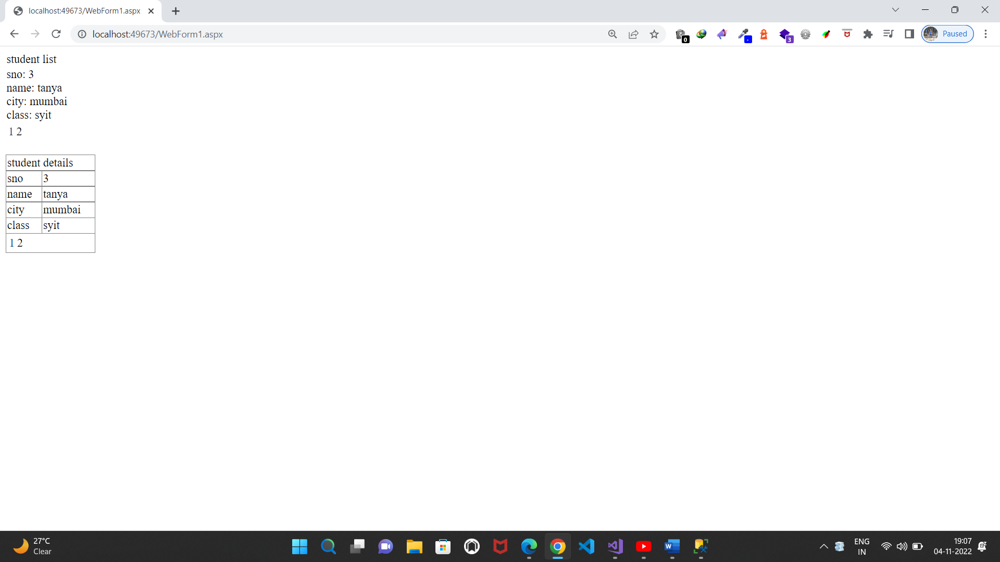 localhost:49673/WebForm1.aspx
localhost:49673/WebForm1.aspx
0
3
Paused
student list
sno: 3
name: tanya
city: mumbai
class: syit
1 2
student details
sno 3
name tanya
city mumbai
class syit
1 2
27°C
Clear
ENG
IN
19:07
04-11-2022